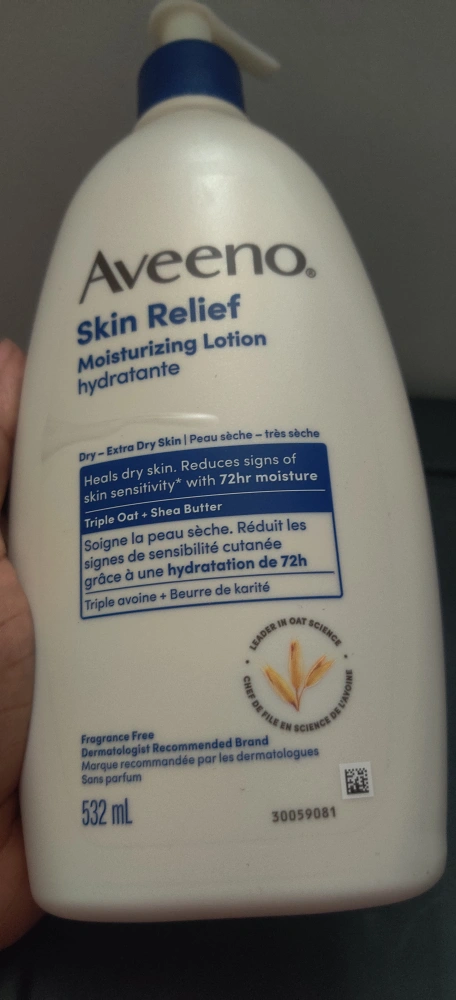 Aveeno®
Skin Relief
Moisturizing Lotion
hydratante
Dry – Extra Dry Skin | Peau sèche – très sèche
Heals dry skin. Reduces signs of
skin sensitivity* with 72hr moisture
Triple Oat + Shea Butter
Soigne la peau sèche. Réduit les
signes de sensibilité cutanée
grâce à une hydratation de 72h
Triple avoine + Beurre de karité
LEADER IN OAT SCIENCE
CHEF DE FILE EN SCIENCE DE L'AVOINE
Fragrance Free
Dermatologist Recommended Brand
Marque recommandée par les dermatologues
Sans parfum
532 mL
30059081